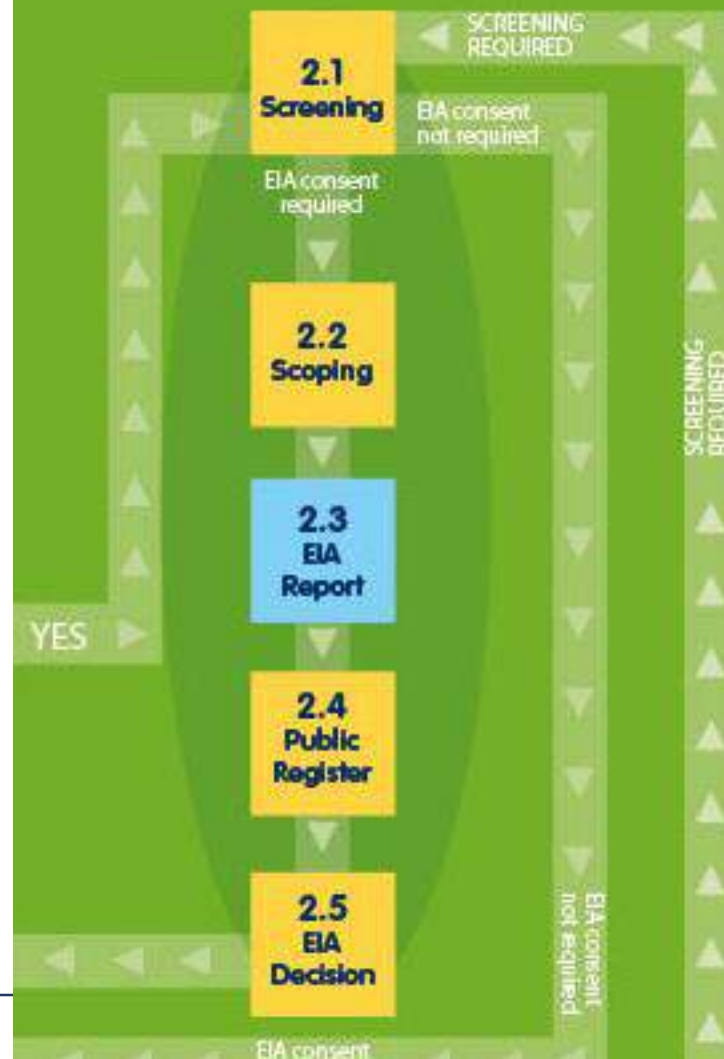 SCREENING
REQUIRED
2.1
Screening
EIA consent
not required
EIA consent
required
2.2
Scoping
SCREENING
REQUIRED
2.3
EIA
Report
YES
2.4
Public
Register
2.5
EIA
Decision
EIA consent
not required
EIA consent